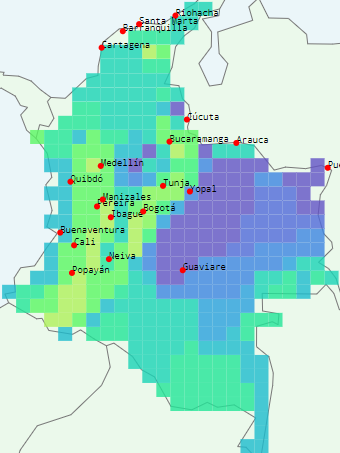 Riohacha
Santa Marta
Barranquilla
Cartagena
Cúcuta
Bucaramanga
Arauca
Medellín
Pue
Quibdó
Tunja
Yopal
Manizales
Pereira
Bogotá
Ibagué
Buenaventura
Cali
Neiva
Popayán
Guaviare